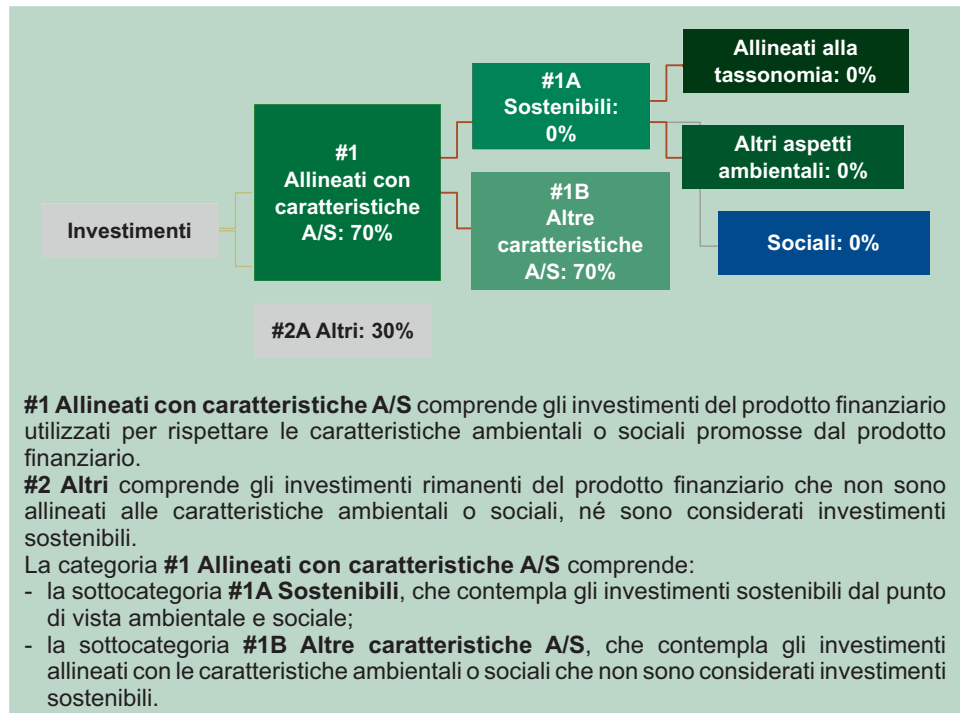 Investimenti
#1
Allineati con
caratteristiche
A/S: 70%
#2A Altri: 30%
#1A
Sostenibili:
0%
#1B
Altre
caratteristiche
A/S: 70%
Allineati alla
tassonomia: 0%
Altri aspetti
ambientali: 0%
Sociali: 0%
#1 Allineati con caratteristiche A/S comprende gli investimenti del prodotto finanziario
utilizzati per rispettare le caratteristiche ambientali o sociali promosse dal prodotto
finanziario.
#2 Altri comprende gli investimenti rimanenti del prodotto finanziario che non sono
allineati alle caratteristiche ambientali o sociali, né sono considerati investimenti
sostenibili.
La categoria #1 Allineati con caratteristiche A/S comprende:
- la sottocategoria #1A Sostenibili, che contempla gli investimenti sostenibili dal punto
di vista ambientale e sociale;
- la sottocategoria #1B Altre caratteristiche A/S, che contempla gli investimenti
allineati con le caratteristiche ambientali o sociali che non sono considerati investimenti
sostenibili.